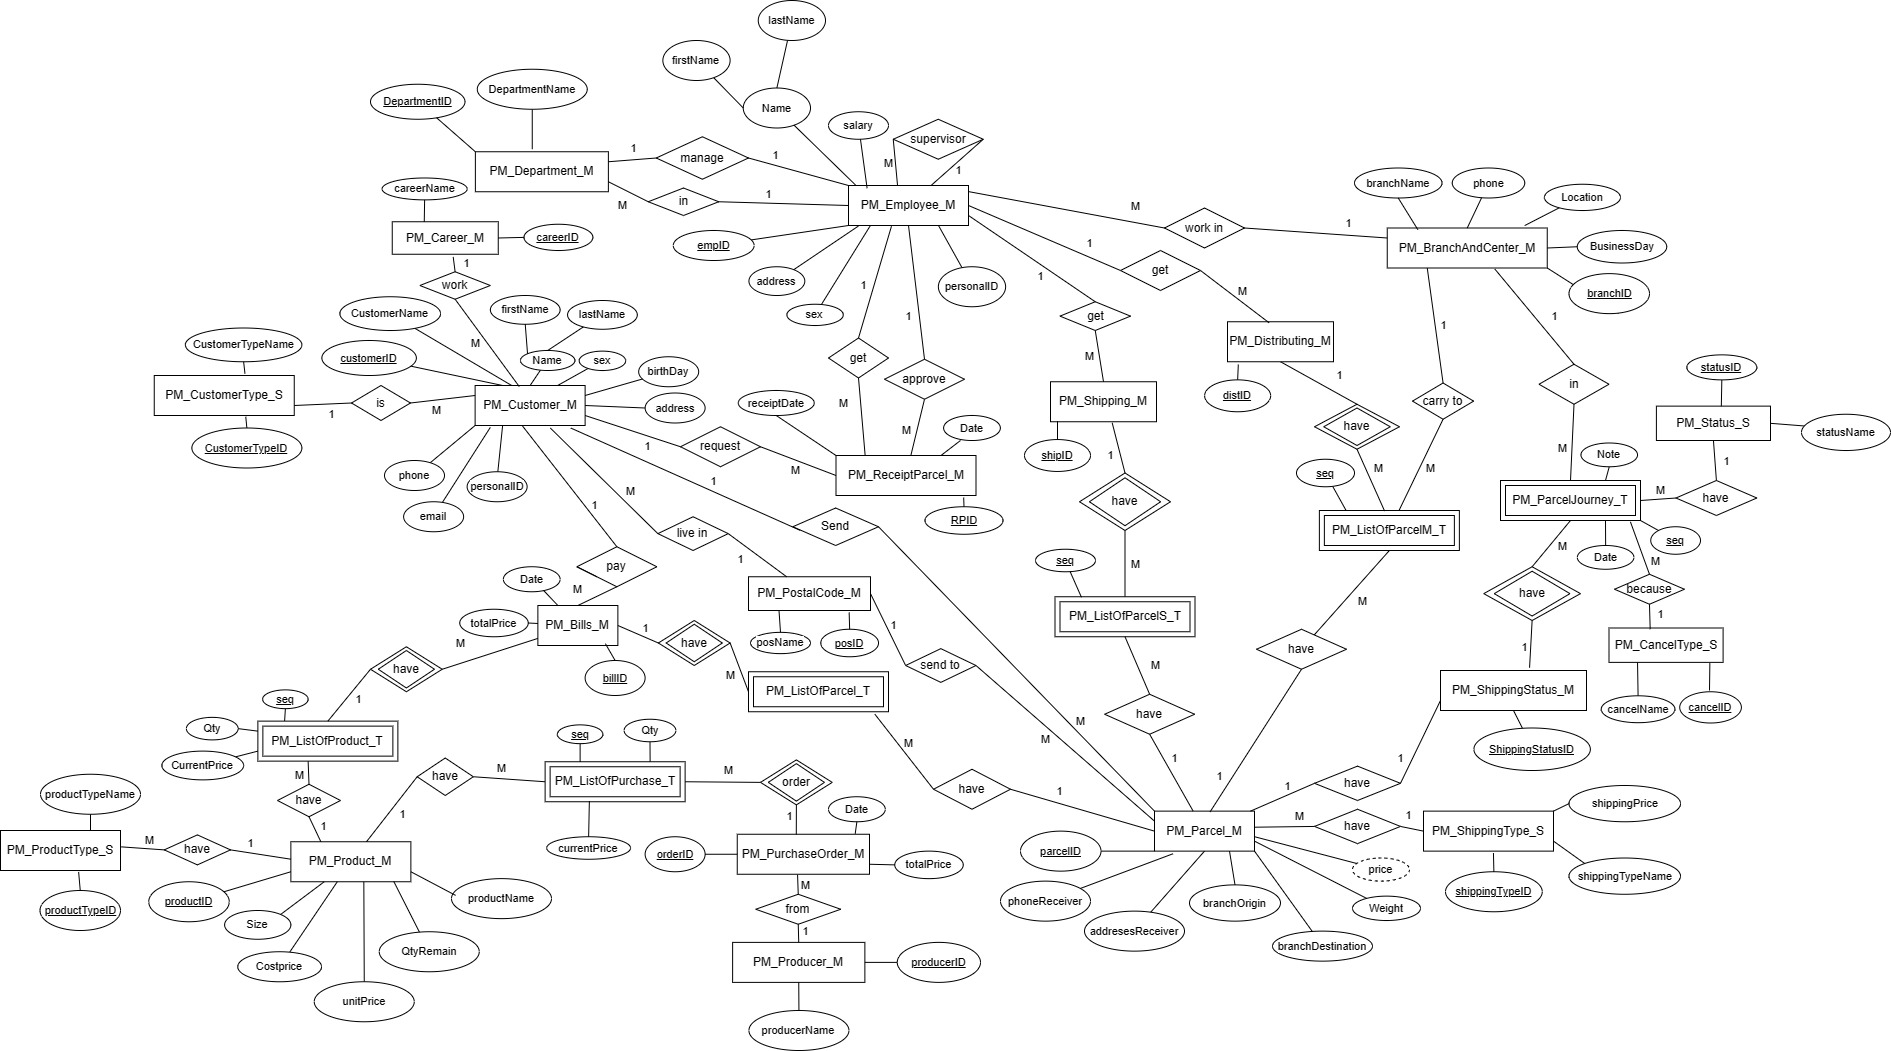 lastName
firstName
DepartmentName
DepartmentID
Name
salary
supervisor
M
1
1
manage
1
PM_Department_M
M
in
1
PM_Employee_M
careerName
PM_Career_M
careerID
empID
address
sex
personalID
M
work in
1
branchName
phone
Location
PM_BranchAndCenter_M
BusinessDay
branchID
1
get
M
1
get
M
1
work
M
CustomerName
firstName
lastName
customerID
Name
sex
birthDay
address
CustomerTypeName
PM_CustomerType_S
CustomerTypeID
1
is
M
PM_Customer_M
phone
email
personalID
1
get
M
1
approve
M
receiptDate
Date
PM_ReceiptParcel_M
RPID
1
request
M
PM_Shipping_M
shipID
PM_Distributing_M
distID
1
have
M
1
carry to
M
1
in
M
statusID
PM_Status_S
statusName
1
have
M
Note
PM_ParcelJourney_T
Date
seq
seq
PM_ListOfParcelM_T
1
have
M
1
Send
M
M
live in
1
1
pay
M
Date
totalPrice
PM_Bills_M
billID
PM_PostalCode_M
posName
posID
1
send to
M
seq
PM_ListOfParcelS_T
M
have
1
M
have
1
M
have
1
M
because
1
PM_CancelType_S
cancelName
cancelID
PM_ShippingStatus_M
ShippingStatusID
1
have
1
M
have
1
PM_ShippingType_S
shippingPrice
shippingTypeName
shippingTypeID
1
have
M
PM_ListOfParcel_T
M
have
1
M
have
1
seq
Qty
CurrentPrice
PM_ListOfProduct_T
M
have
1
productTypeName
PM_ProductType_S
productTypeID
M
have
1
PM_Product_M
productID
Size
Costprice
unitPrice
QtyRemain
productName
1
have
M
seq
Qty
PM_ListOfPurchase_T
currentPrice
M
order
1
Date
orderID
PM_PurchaseOrder_M
totalPrice
M
from
1
PM_Producer_M
producerID
producerName
PM_Parcel_M
parcelID
phoneReceiver
addresesReceiver
branchOrigin
branchDestination
price
Weight